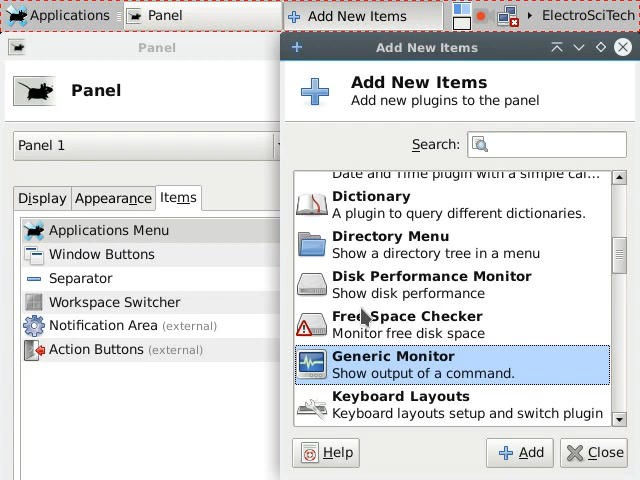 Applications
Panel
Add New Items
ElectroSciTech
Panel
Add New Items
Panel
Add New Items
Add new plugins to the panel
Panel 1
Search:
Display
Appearance
Items
Applications Menu
Window Buttons
Separator
Workspace Switcher
Notification Area (external)
Action Buttons (external)
Date and Time plugin with a simple cal...
Dictionary
A plugin to query different dictionaries.
Directory Menu
Show a directory tree in a menu
Disk Performance Monitor
Show disk performance
Free Space Checker
Monitor free disk space
Generic Monitor
Show output of a command.
Keyboard Layouts
Keyboard layouts setup and switch plugin
Help
Add
Close